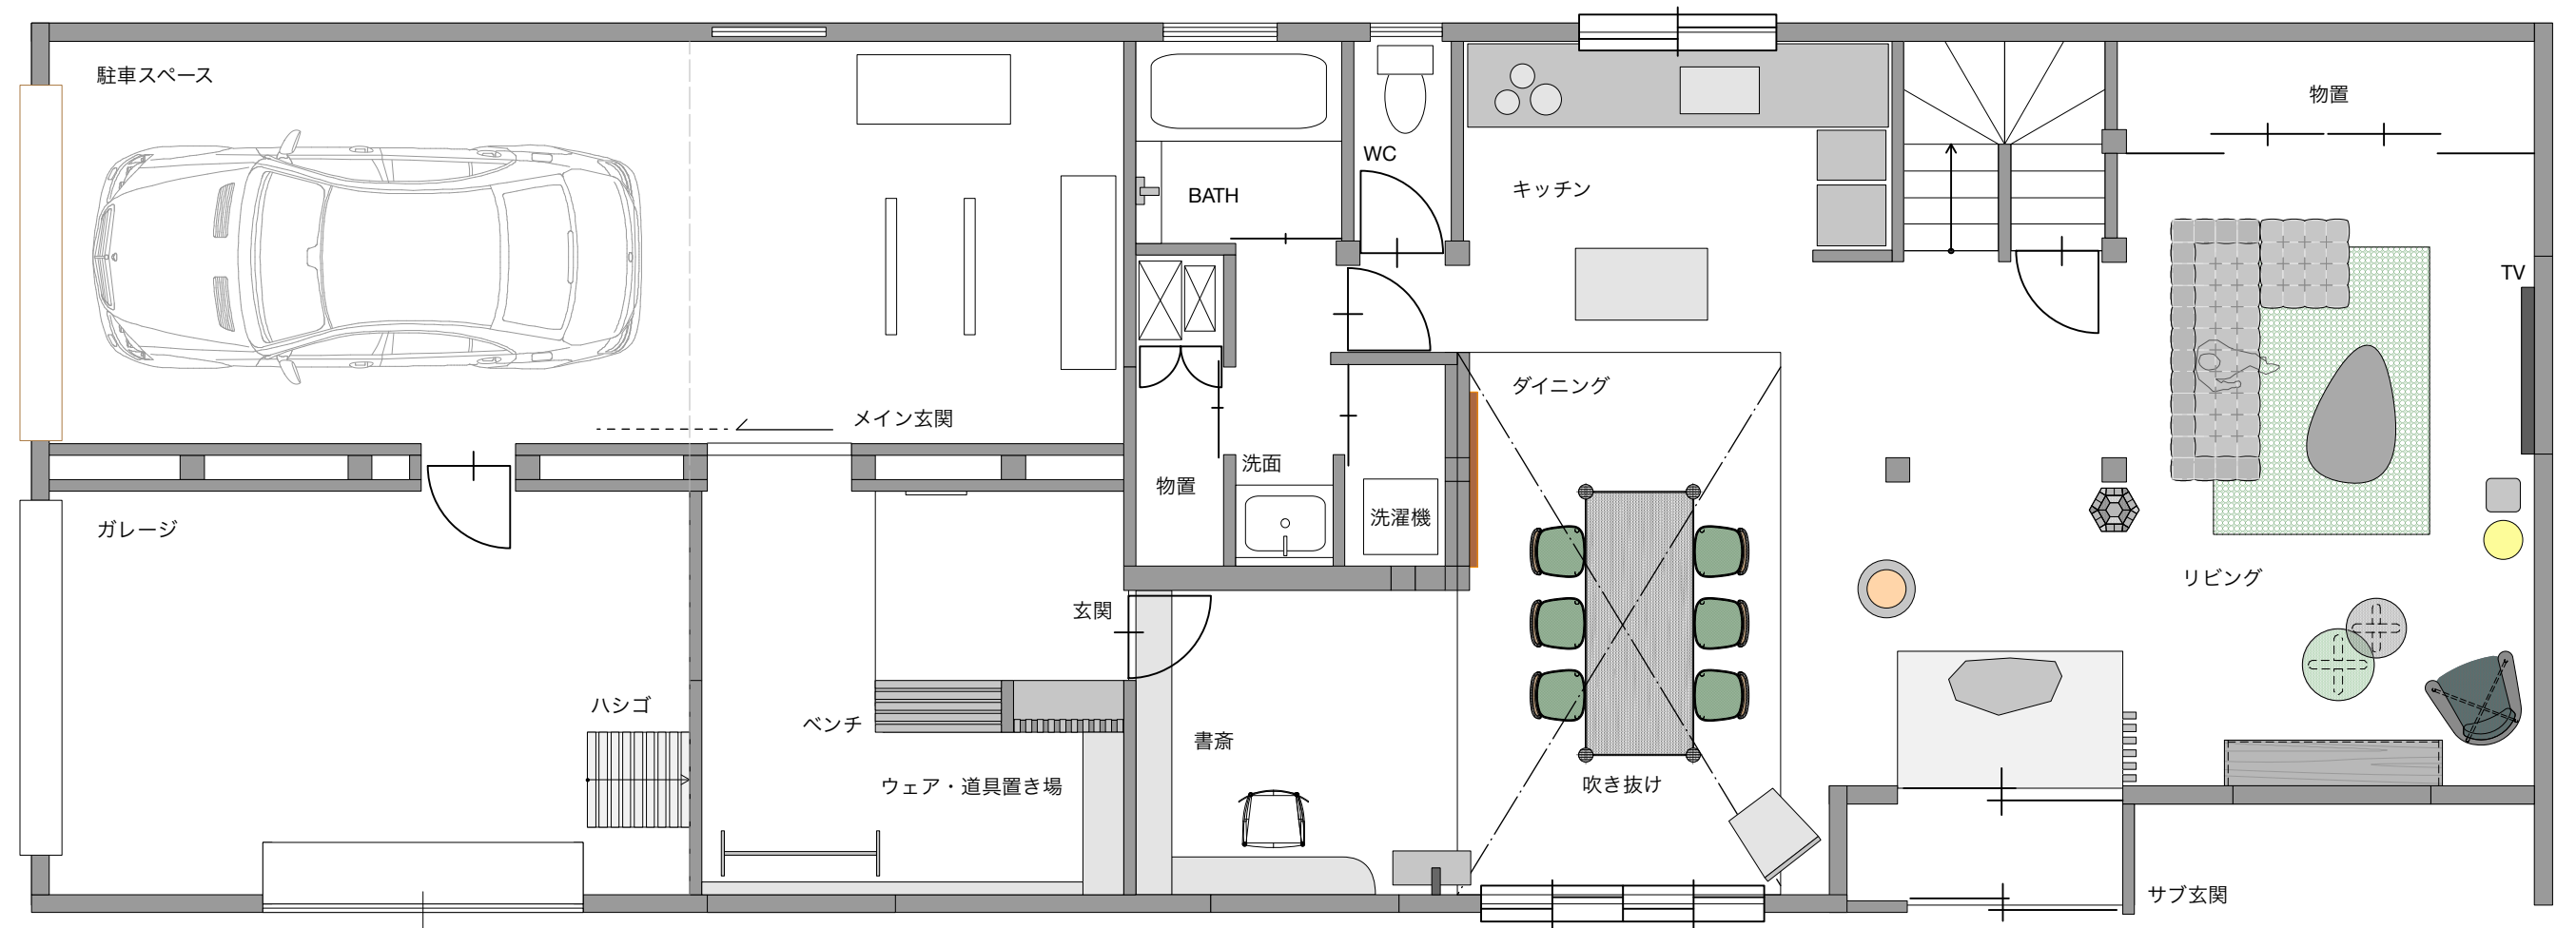 駐車スペース
物置
WC
キッチン
BATH
TV
ダイニング
メイン玄関
洗面
物置
洗濯機
ガレージ
リビング
玄関
ハシゴ
ベンチ
書斎
ウェア・道具置き場
吹き抜け
サブ玄関